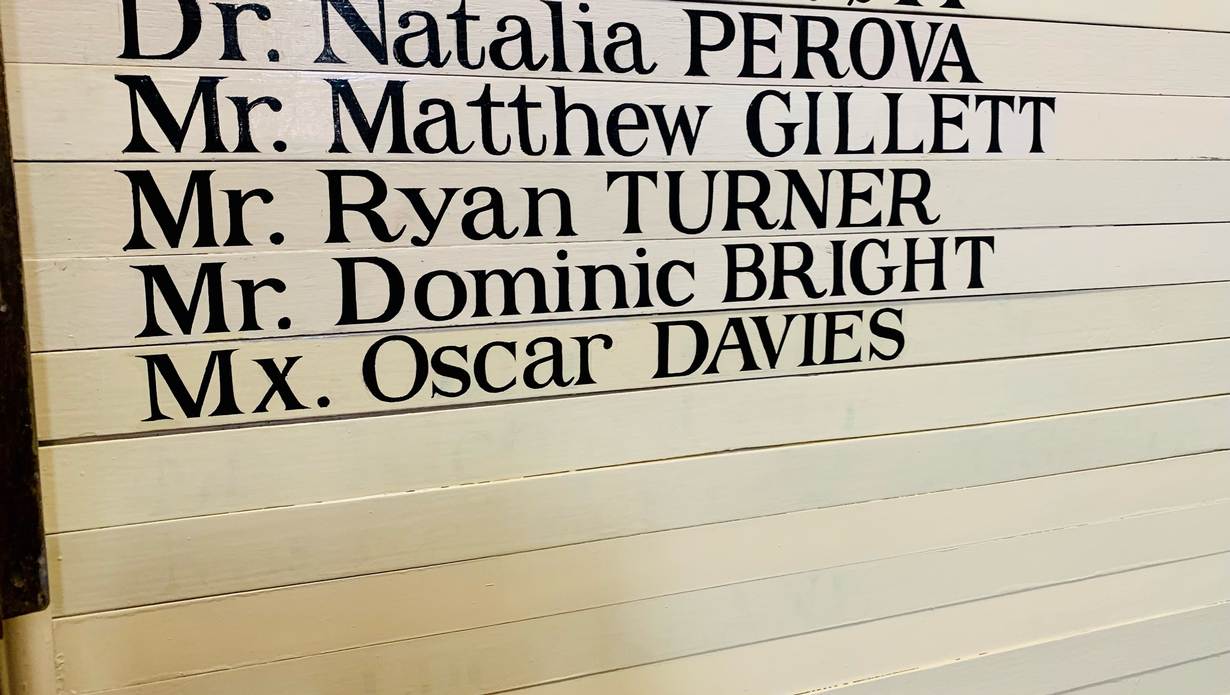 Dr. Natalia PEROVA
Mr. Matthew GILLETT
Mr. Ryan TURNER
Mr. Dominic BRIGHT
Mx. Oscar DAVIES